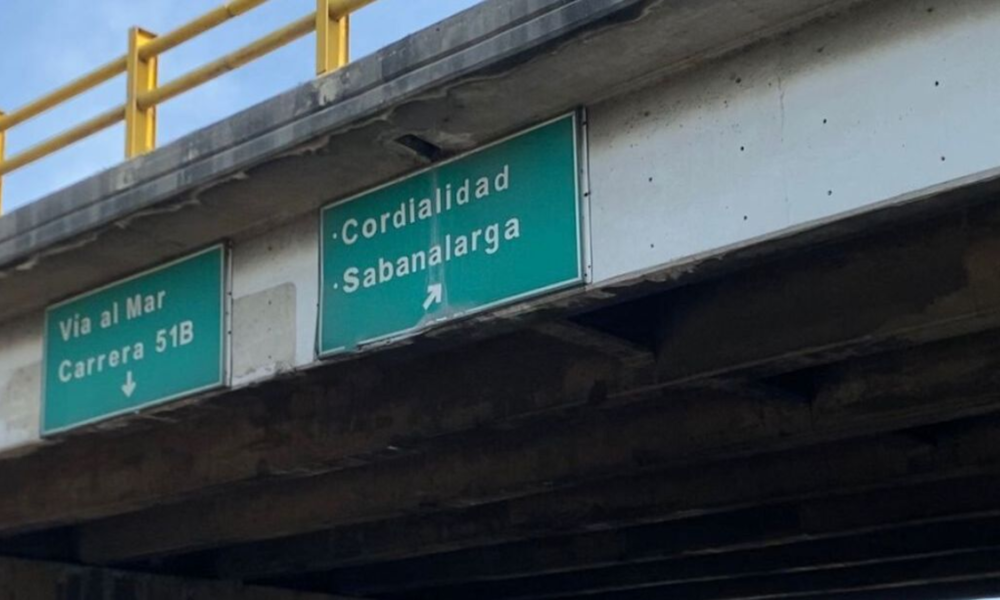 Via al Mar
Carrera 51B
·Cordialidad
·Sabanalarga